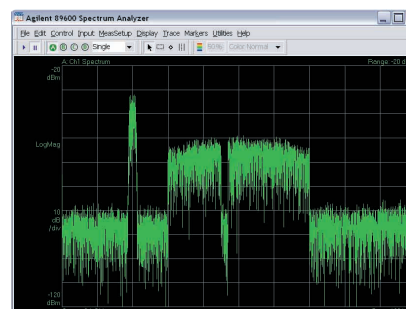 Agilent 89600 Spectrum Analyzer
File Edit Control Input MeasSetup Display Trace Markers Utilities Help
A B C D Single 50% Color Normal
A: Ch1 Spectrum Range: -20 d
-20
dBm
LogMag
10
dB
/div
-120
dBm